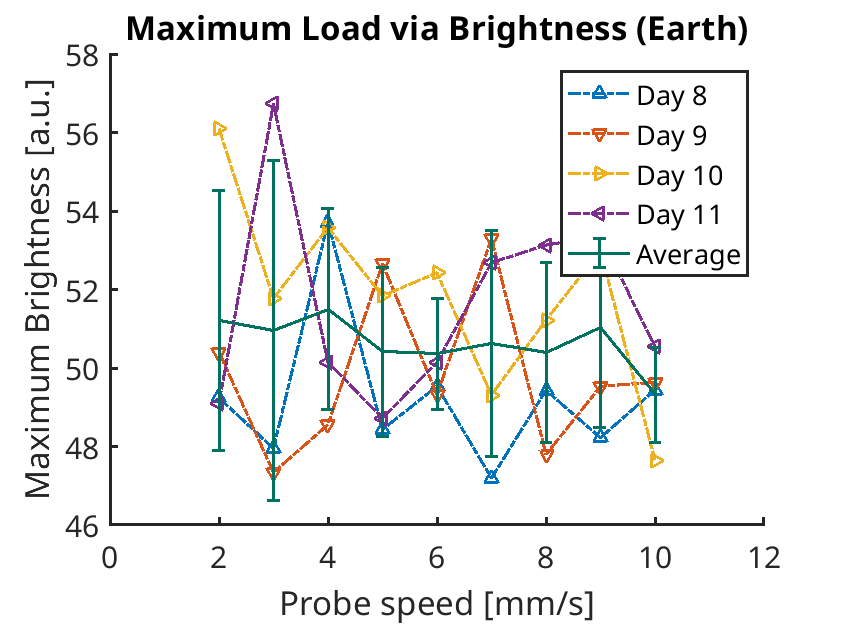 Maximum Load via Brightness (Earth)
Maximum Brightness [a.u.]
58
56
54
52
50
48
46
0
2
4
6
8
10
12
Probe speed [mm/s]
Day 8
Day 9
Day 10
Day 11
Average